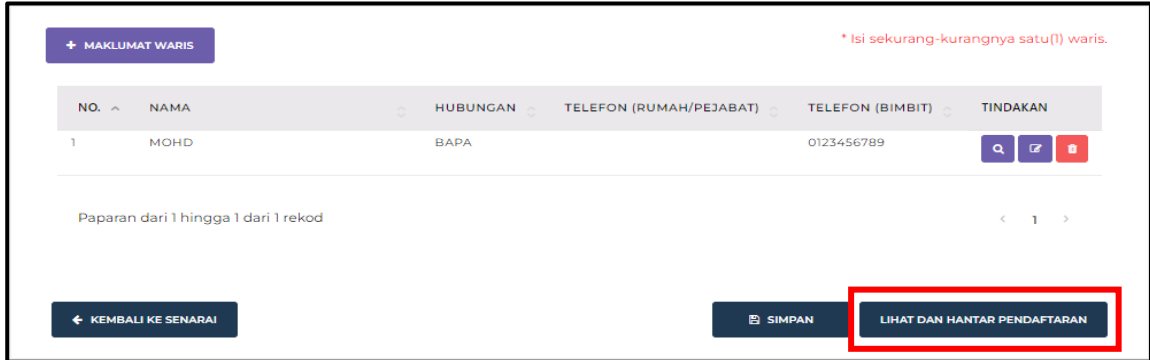 + MAKLUMAT WARIS
* Isi sekurang-kurangnya satu(1) waris.
NO. NAMA HUBUNGAN TELEFON (RUMAH/PEJABAT) TELEFON (BIMBIT) TINDAKAN
1 MOHD BAPA 0123456789
Paparan dari 1 hingga 1 dari 1 rekod
< 1 >
← KEMBALI KE SENARAI SIMPAN LIHAT DAN HANTAR PENDAFTARAN